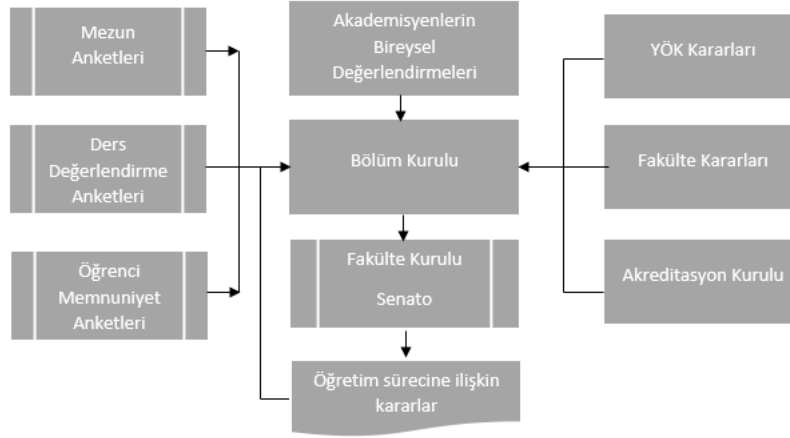 Mezun
Anketleri
Ders
Değerlendirme
Anketleri
Öğrenci
Memnuniyet
Anketleri
Akademisyenlerin
Bireysel
Değerlendirmeleri
Bölüm Kurulu
Fakülte Kurulu
Senato
Öğretim sürecine ilişkin
kararlar
YÖK Kararları
Fakülte Kararları
Akreditasyon Kurulu